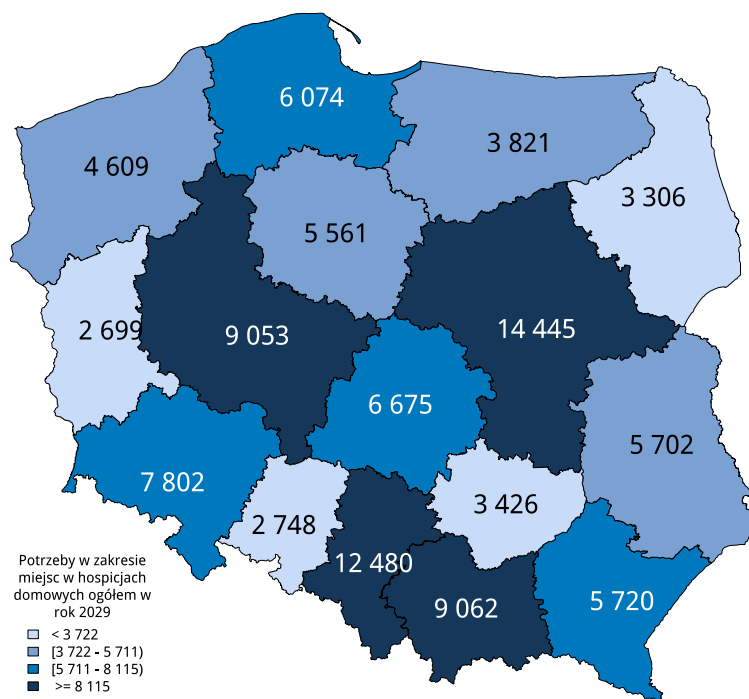 6 074
3 821
4 609
3 306
5 561
2 699
9 053
14 445
6 675
5 702
7 802
3 426
2 748
12 480
9 062
5 720
Potrzeby w zakresie
miejsc w hospicjach
domowych ogółem w
rok 2029
< 3 722
[3 722 - 5 711)
[5 711 - 8 115)
>= 8 115